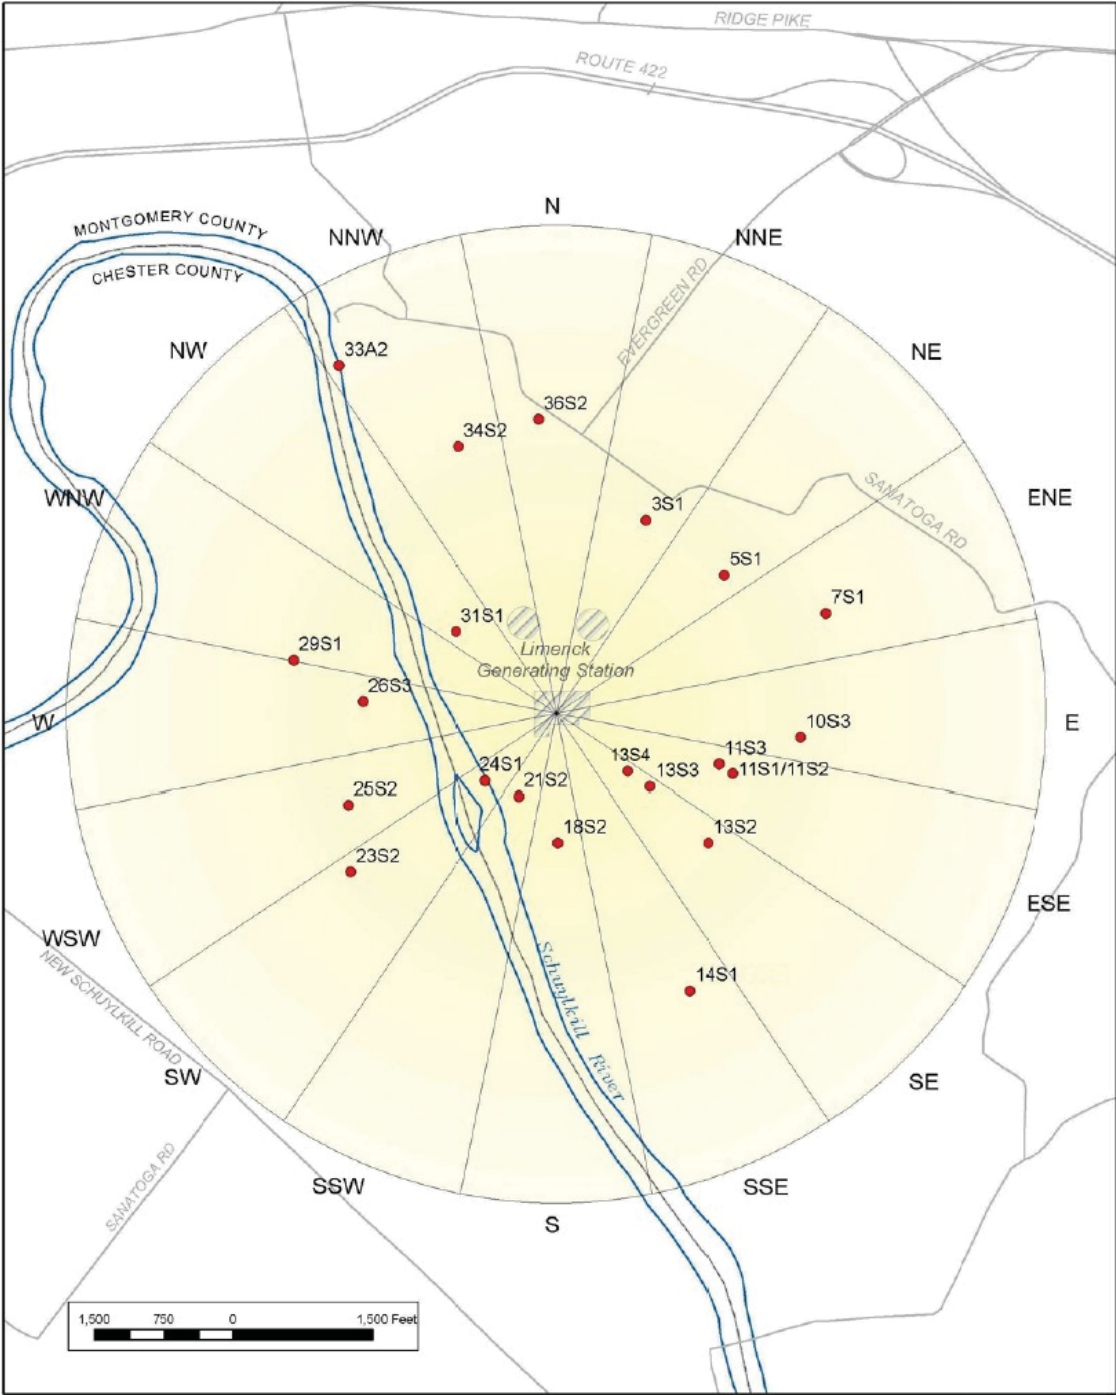 RIDGE PIKE
ROUTE 422
N
MONTGOMERY COUNTY
NNW
NNE
CHESTER COUNTY
EVERGREEN RD
NW
33A2
NE
36S2
34S2
WNW
3S1
SANATOGA RD
ENE
5S1
7S1
31S1
29S1
Limerick
Generating Station
26S3
W
10S3
E
13S4
11S3
24S1
13S3
11S1/11S2
21S2
25S2
18S2
13S2
23S2
ESE
WSW
NEW SCHUYLKILL ROAD
Schuylkill River
14S1
SW
SE
SANATOGA RD
SSW
SSE
S
1,500 750 0 1,500 Feet